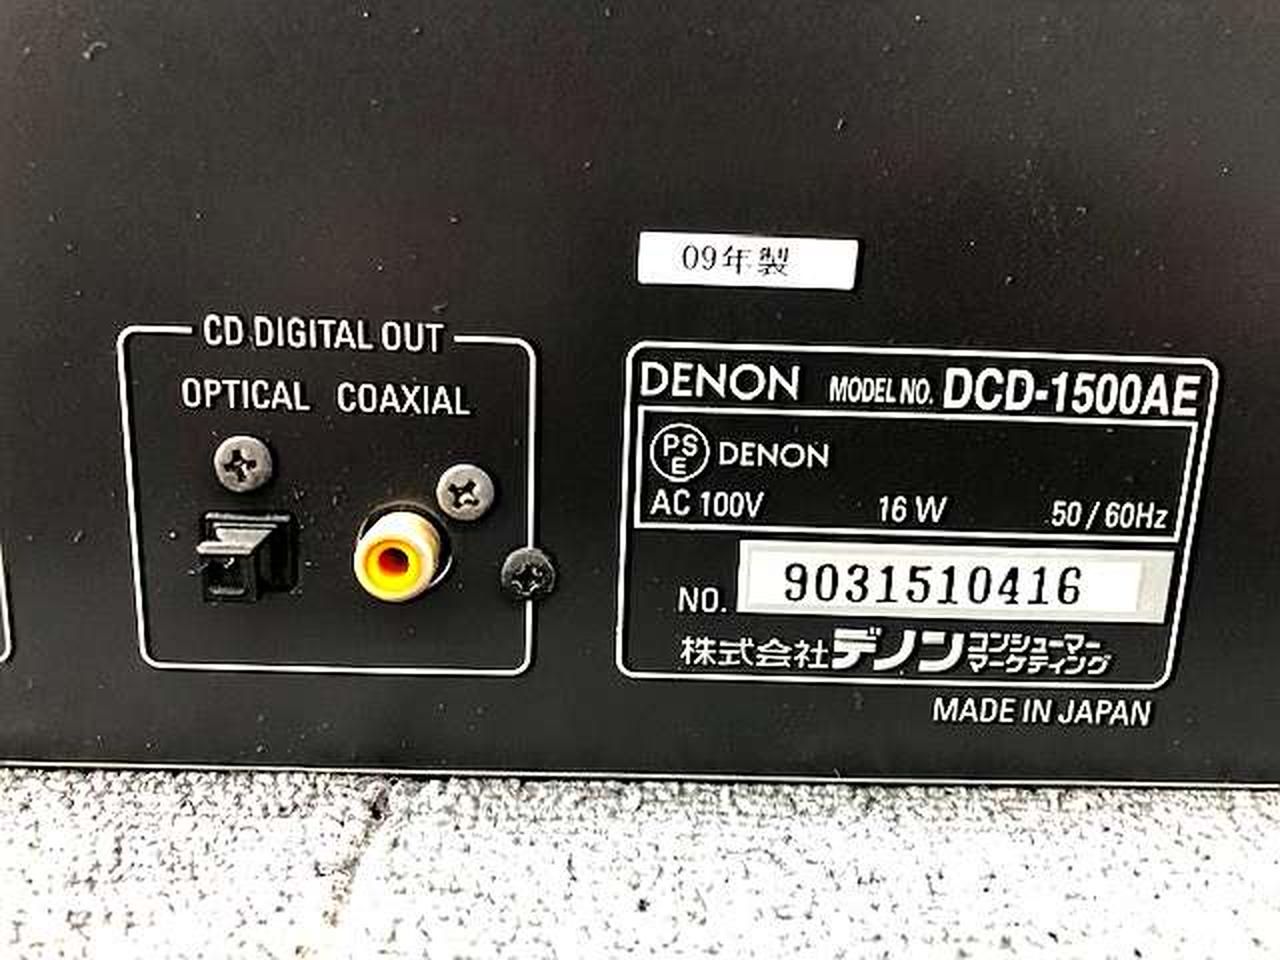 09年製
CD DIGITAL OUT
OPTICAL COAXIAL
DENON MODEL NO. DCD-1500AE
PSE DENON
AC 100V 16 W 50 / 60Hz
NO. 9031510416
株式会社デノン コンシューマー
マーケティング
MADE IN JAPAN